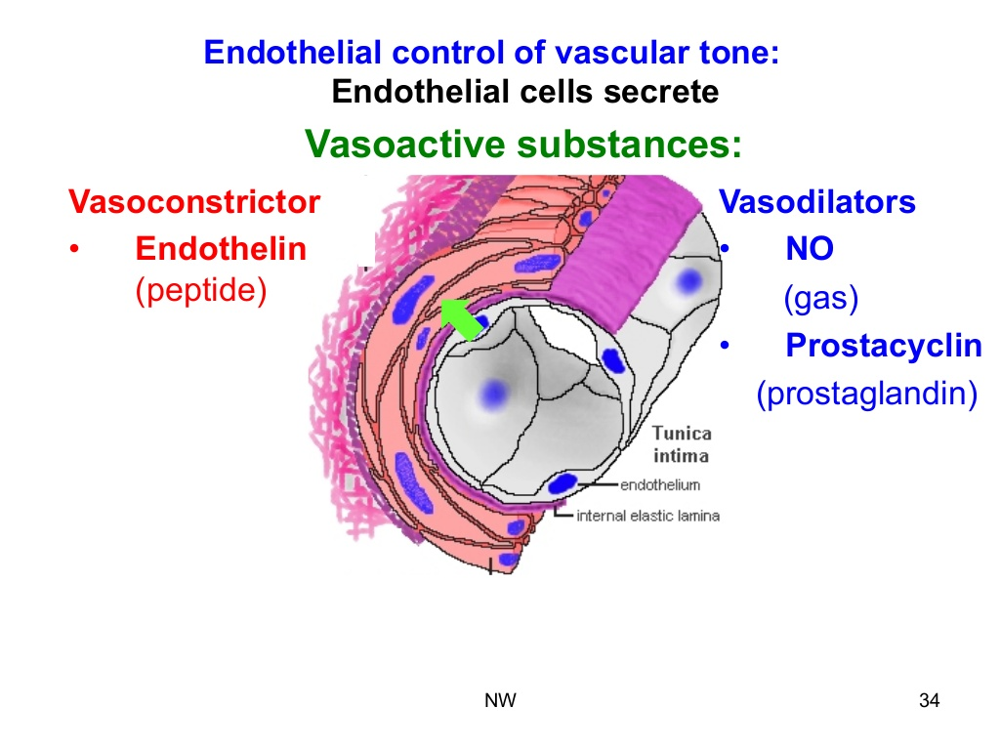 Endothelial control of vascular tone:
Endothelial cells secrete
Vasoactive substances:
Vasoconstrictor
• Endothelin
(peptide)
Vasodilators
• NO
(gas)
• Prostacyclin
(prostaglandin)
Tunica
intima
endothelium
internal elastic lamina
NW
34